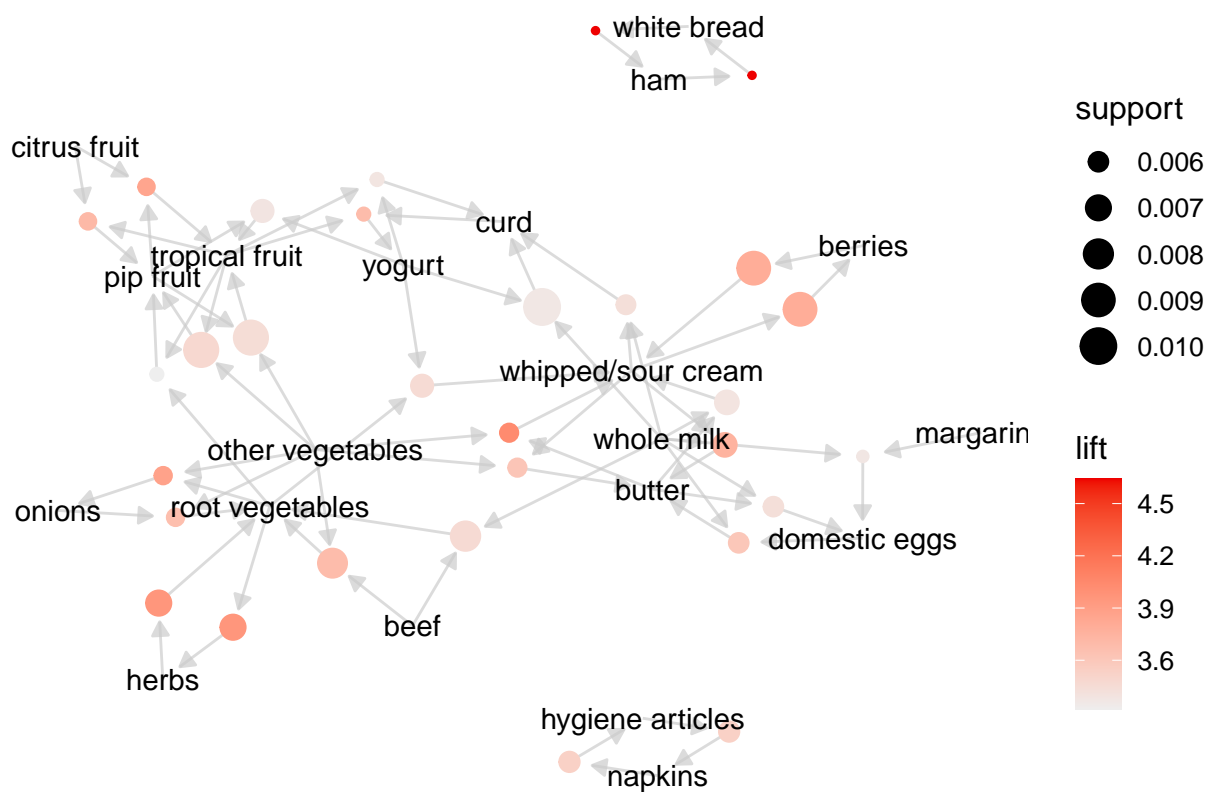 white bread
ham
citrus fruit
tropical fruit
pip fruit
yogurt
curd
berries
whipped/sour cream
other vegetables
whole milk
margarin
butter
onions
root vegetables
domestic eggs
beef
herbs
hygiene articles
napkins
support
0.006
0.007
0.008
0.009
0.010
lift
4.5
4.2
3.9
3.6